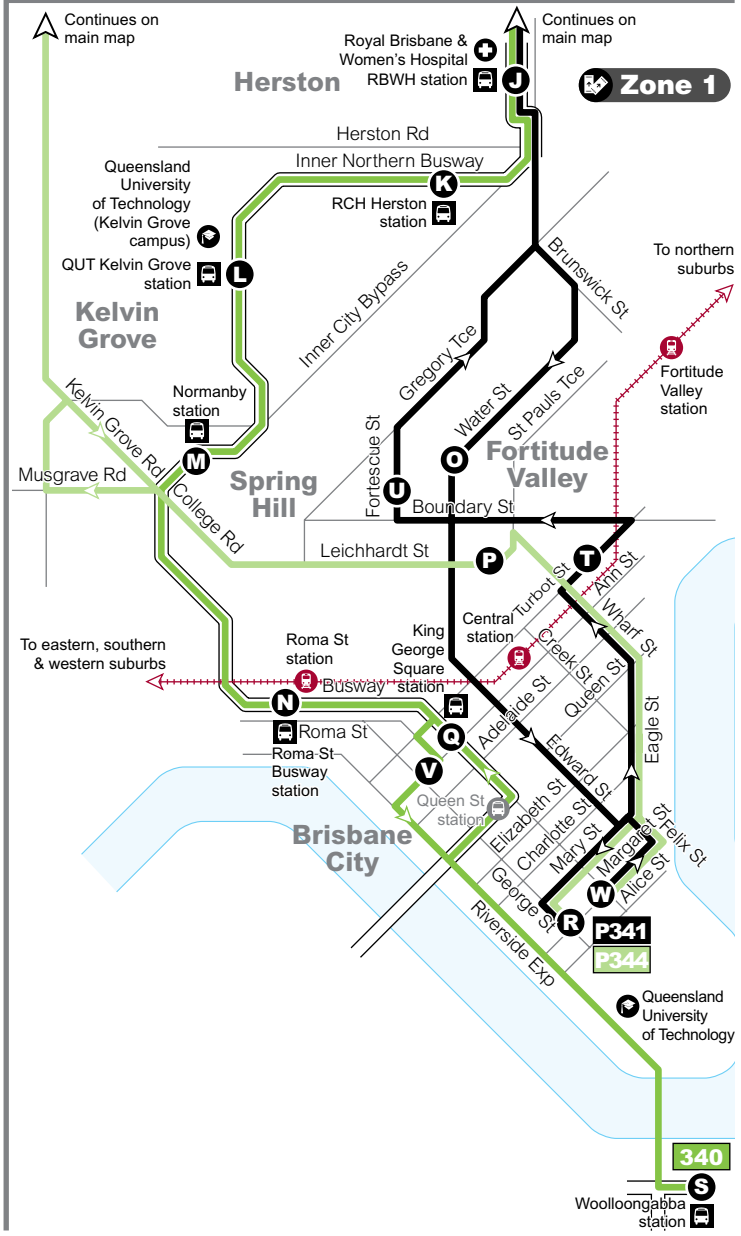 Continues on
main map
Continues on
main map
Royal Brisbane &
Women's Hospital
RBWH station
J
Zone 1
Herston
Herston Rd
Inner Northern Busway
K
RCH Herston
station
Queensland
University
of Technology
(Kelvin Grove
campus)
QUT Kelvin Grove
station
L
Kelvin
Grove
Inner City Bypass
Brunswick St
To northern
suburbs
Fortitude
Valley
station
Gregory Tce
Water St
St Pauls Tce
Kelvin Grove Rd
Normanby
station
M
Musgrave Rd
College Rd
Spring
Hill
Fortescue St
O
Fortitude
Valley
U
Boundary St
Leichhardt St
P
T
Turbot St
Ann St
Wharf St
King
George
Square
station
Central
station
Creek St
Queen St
To eastern, southern
& western suburbs
Roma St
station
Busway
N
Roma St
Roma St
Busway
station
Q
Adelaide St
Eagle St
Edward St
V
Queen St
station
Elizabeth St
Charlotte St
Mary St
Margaret St
Felix St
Alice St
Brisbane
City
George St
W
R
P341
P344
Riverside Exp
Queensland
University
of Technology
340
S
Woolloongabba
station